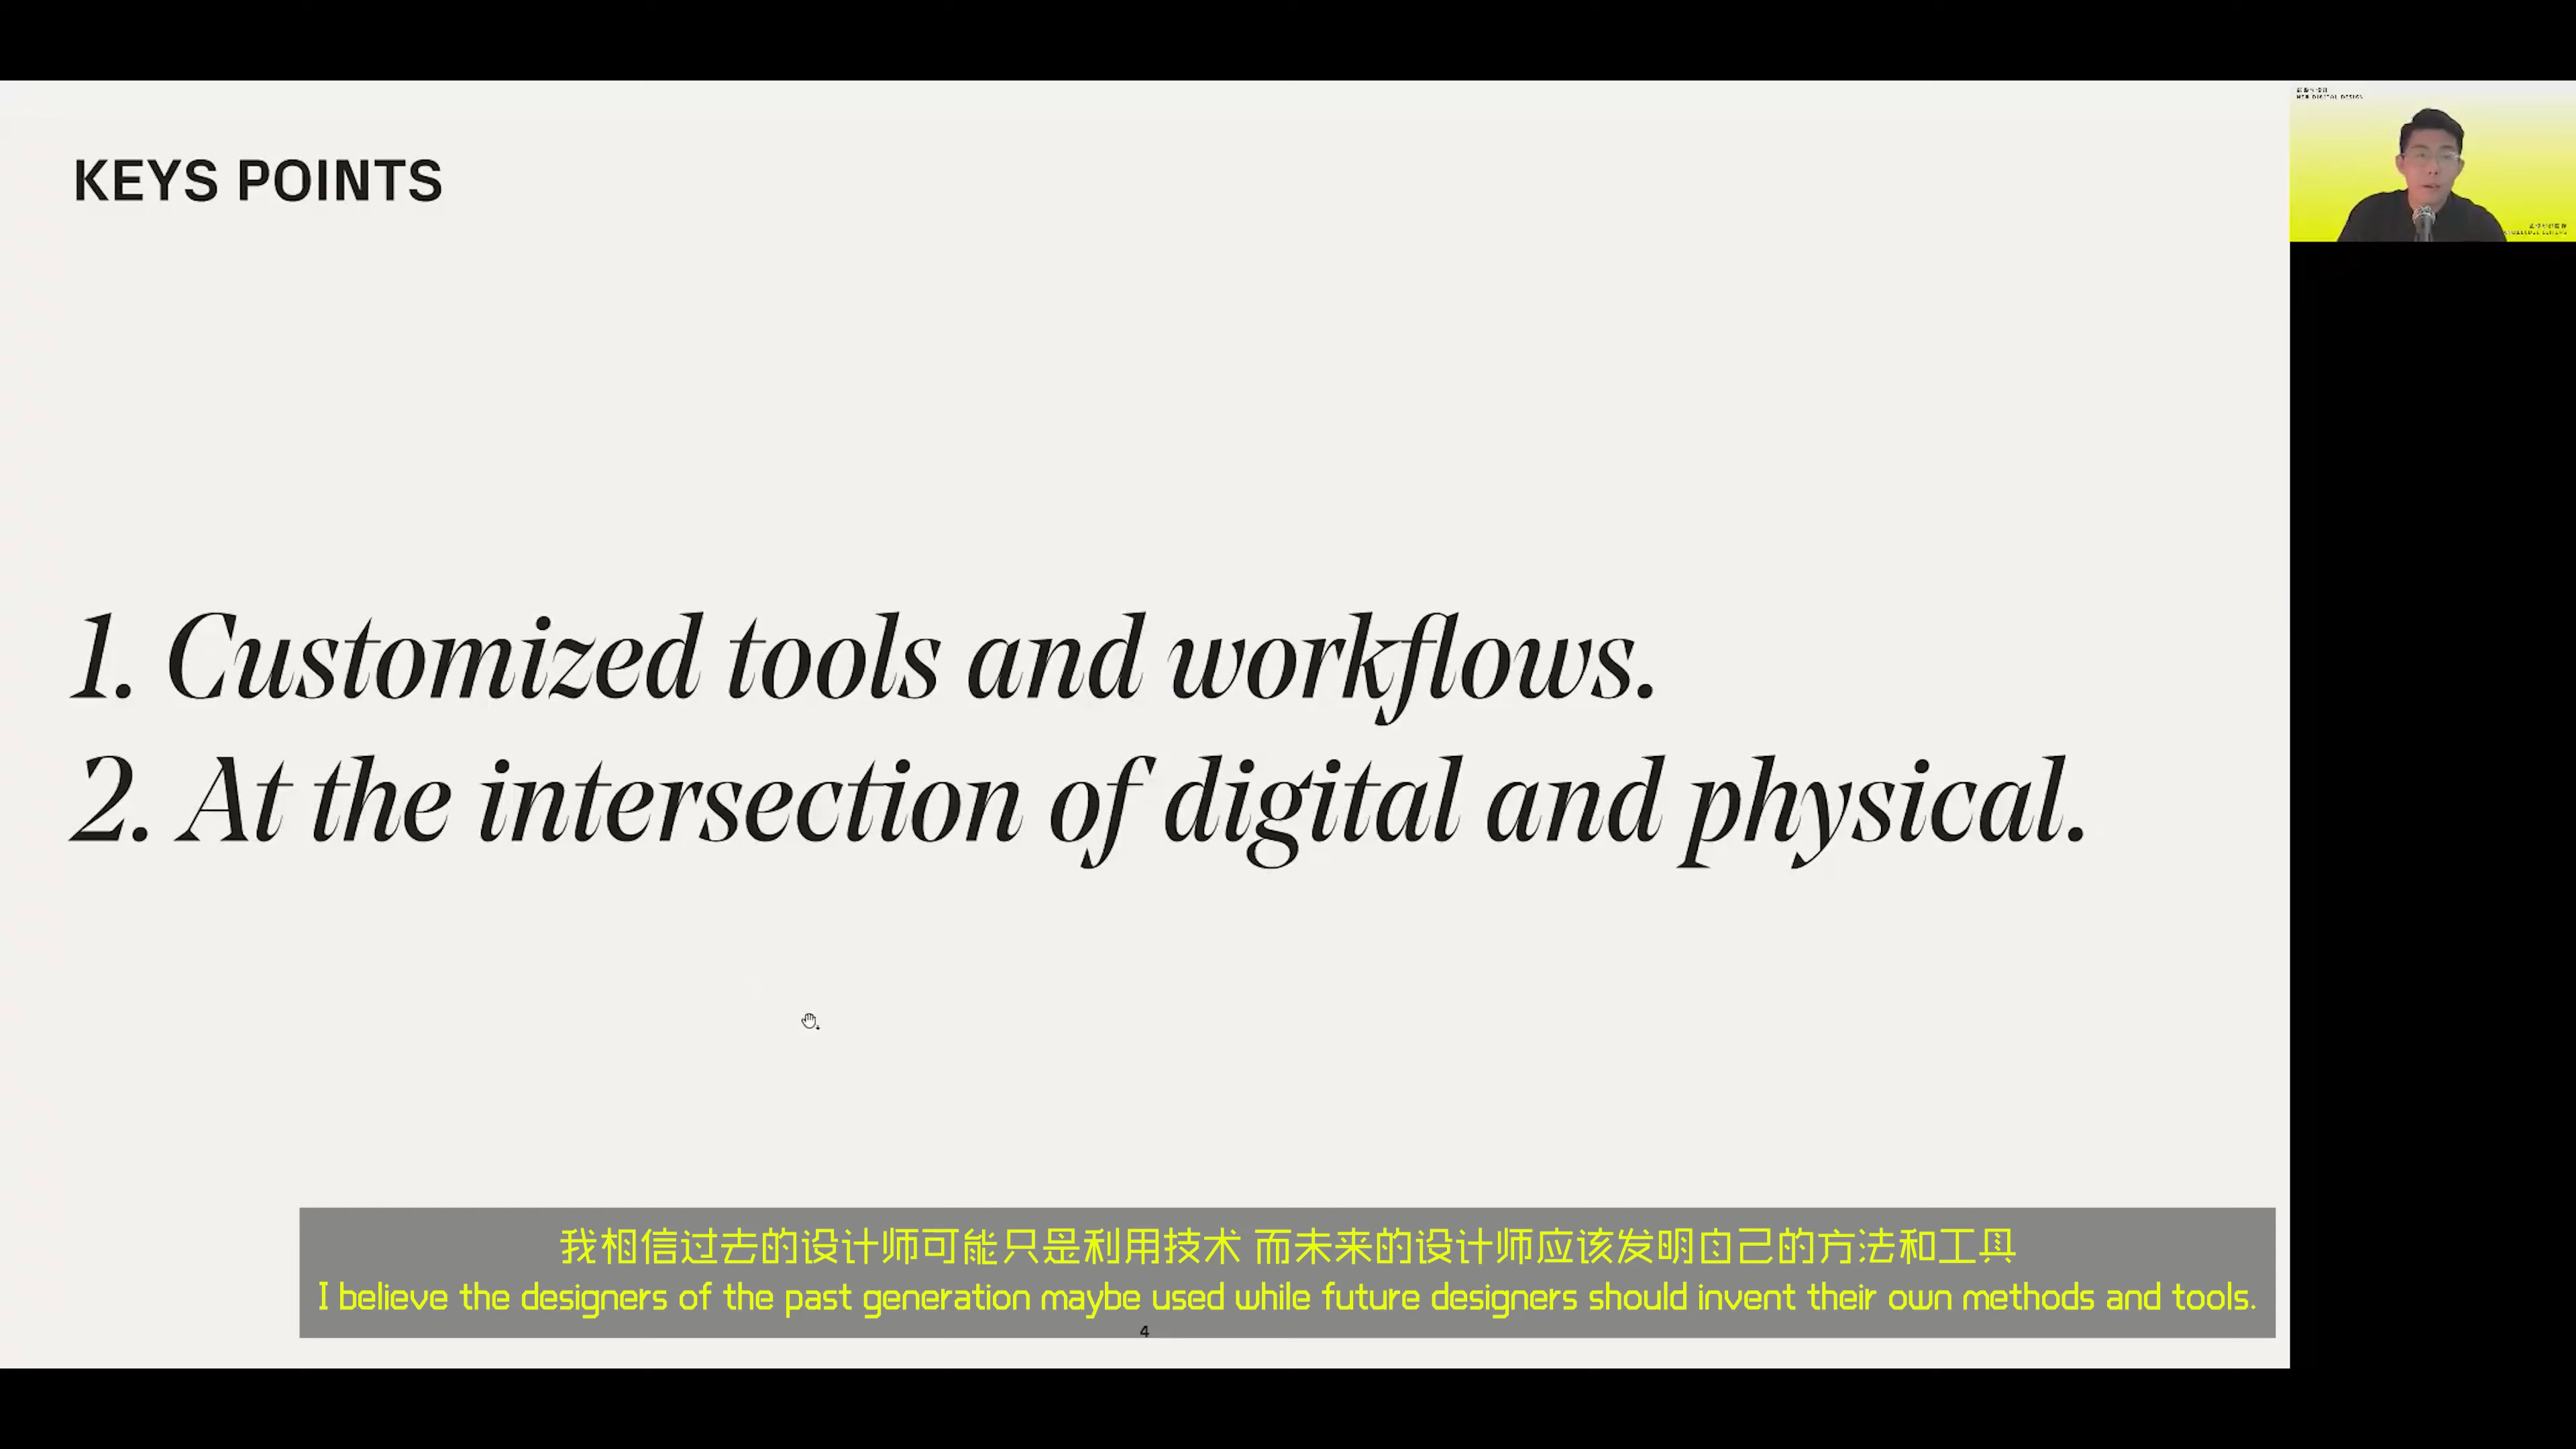 KEYS POINTS
NEW DIGITAL DESIGN
1. Customized tools and workflows.
2. At the intersection of digital and physical.
我相信过去的设计师可能只是利用技术 而未来的设计师应该发明自己的方法和工具
I believe the designers of the past generation maybe used while future designers should invent their own methods and tools.
4